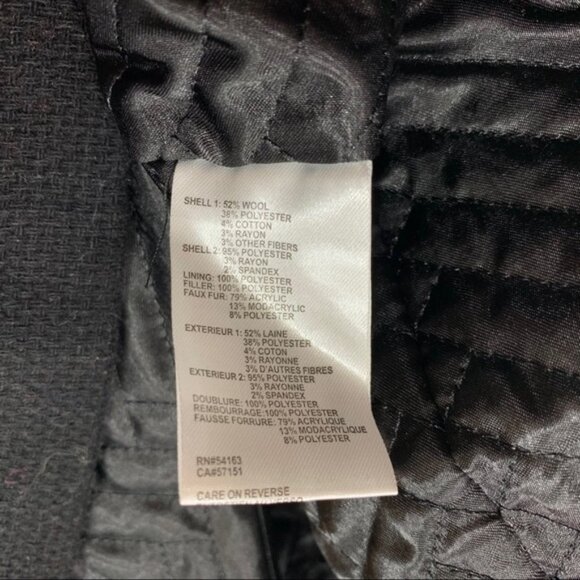 SHELL 1: 52% WOOL
38% POLYESTER
4% COTTON
3% RAYON
3% OTHER FIBERS
SHELL 2: 95% POLYESTER
3% RAYON
2% SPANDEX
LINING: 100% POLYESTER
FILLER: 100% POLYESTER
FAUX FUR: 79% ACRYLIC
13% MODACRYLIC
8% POLYESTER
EXTERIEUR 1: 52% LAINE
38% POLYESTER
4% COTON
3% RAYONNE
3% D'AUTRES FIBRES
EXTERIEUR 2: 95% POLYESTER
3% RAYONNE
2% SPANDEX
DOUBLURE: 100% POLYESTER
REMBOURRAGE:100% POLYESTER
FAUSSE FORRURE: 79% ACRYLIQUE
13% MODACRYLIQUE
8% POLYESTER
RN#54163
CA#57151
CARE ON REVERSE